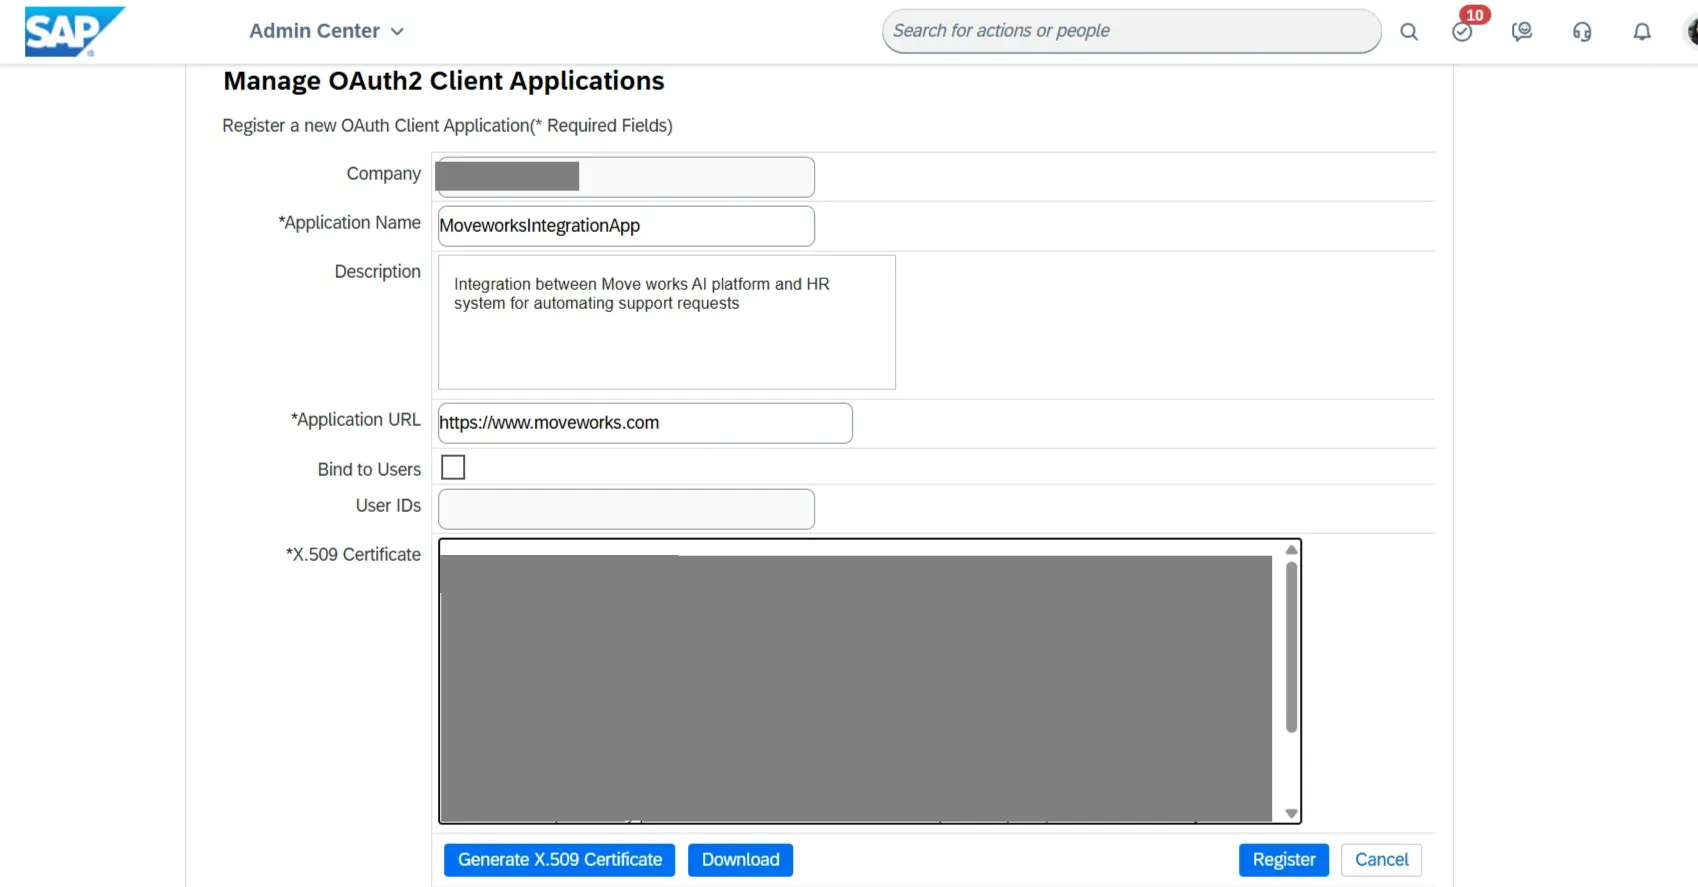 SAP
Admin Center
Search for actions or people
10
Manage OAuth2 Client Applications
Register a new OAuth Client Application(* Required Fields)
Company
*Application Name
MoveworksIntegrationApp
Description
Integration between Move works AI platform and HR
system for automating support requests
*Application URL
https://www.moveworks.com
Bind to Users
User IDs
*X.509 Certificate
Generate X.509 Certificate
Download
Register
Cancel